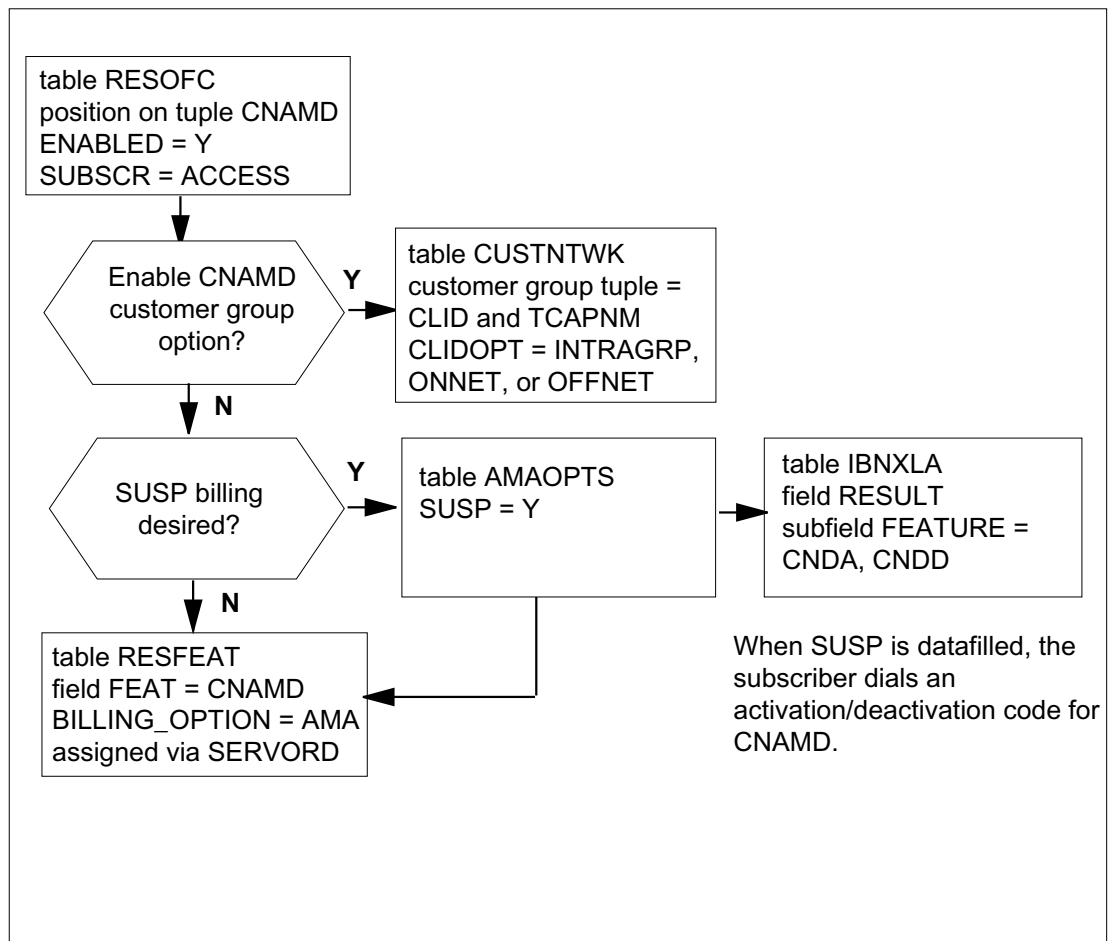 table RESOFC
position on tuple CNAMD
ENABLED = Y
SUBSCR = ACCESS
Enable CNAMD
customer group
option?
Y
table CUSTNTWK
customer group tuple =
CLID and TCAPNM
CLIDOPT = INTRAGRP,
ONNET, or OFFNET
N
SUSP billing
desired?
Y
table AMAOPTS
SUSP = Y
table IBNXLA
field RESULT
subfield FEATURE =
CNDA, CNDD
N
table RESFEAT
field FEAT = CNAMD
BILLING_OPTION = AMA
assigned via SERVORD
When SUSP is datafilled, the
subscriber dials an
activation/deactivation code for
CNAMD.